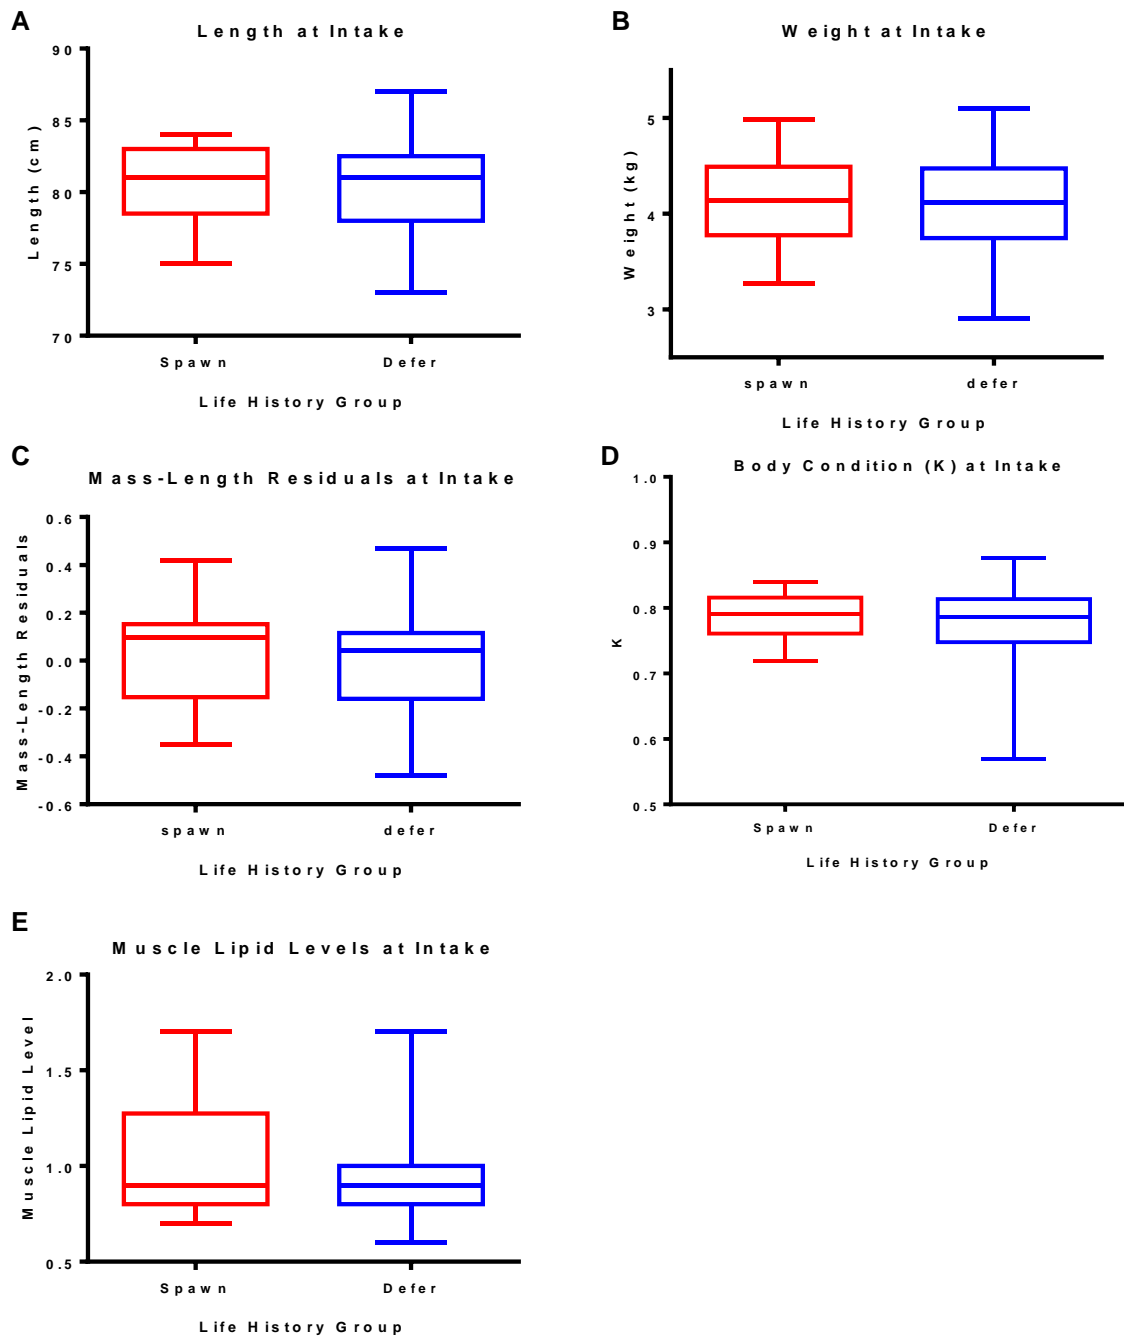 A
Length at Intake
90
85
80
75
70
Length (cm)
Spawn
Defer
Life History Group
B
Weight at Intake
5
4
3
Weight (kg)
spawn
defer
Life History Group
C
Mass-Length Residuals at Intake
0.6
0.4
0.2
0.0
-0.2
-0.4
-0.6
Mass-Length Residuals
spawn
defer
Life History Group
D
Body Condition (K) at Intake
1.0
0.9
0.8
0.7
0.6
0.5
K
Spawn
Defer
Life History Group
E
Muscle Lipid Levels at Intake
2.0
1.5
1.0
0.5
Muscle Lipid Level
Spawn
Defer
Life History Group